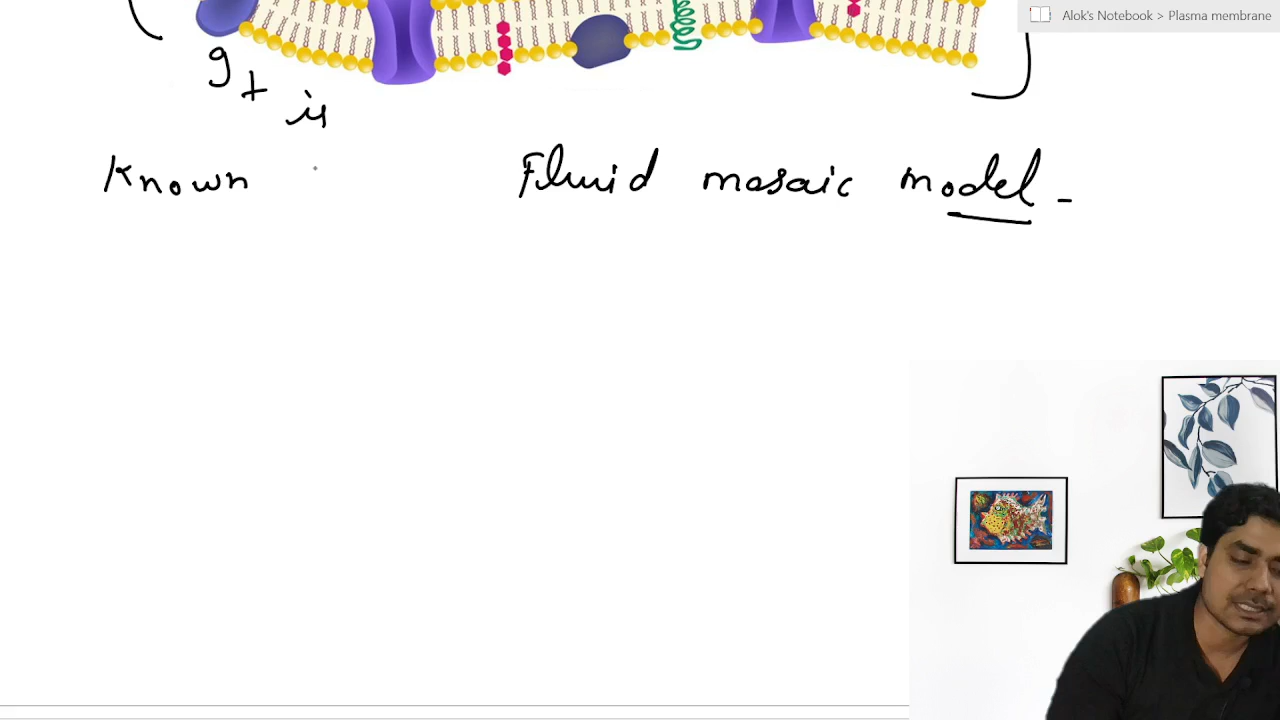 Alok's Notebook > Plasma membrane
It is
Known Fluid mosaic model -